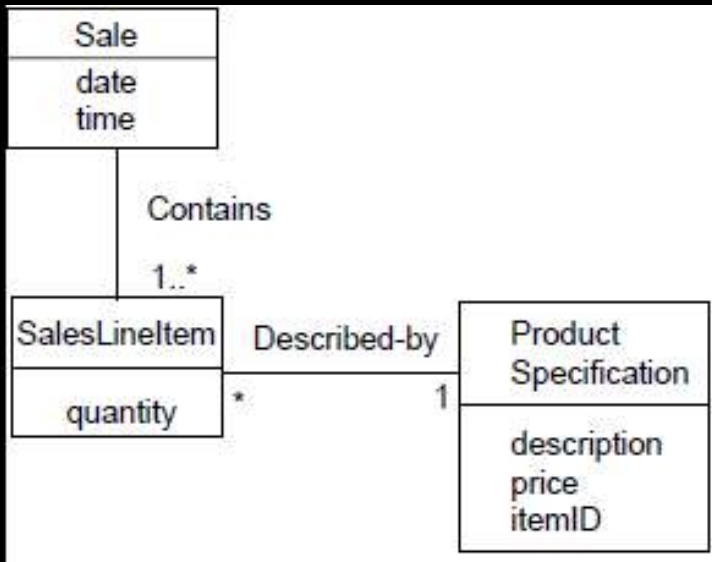 Sale
date
time
Contains
1..*
SalesLineItem
quantity
Described-by
*
1
Product
Specification
description
price
itemID